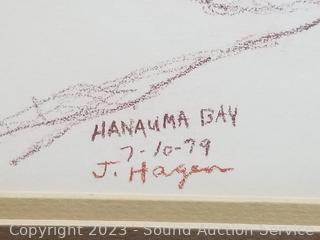 HANAUMA BAY
7-10-79
J. Hagen
Copyright 2023 - Sound Auction Service